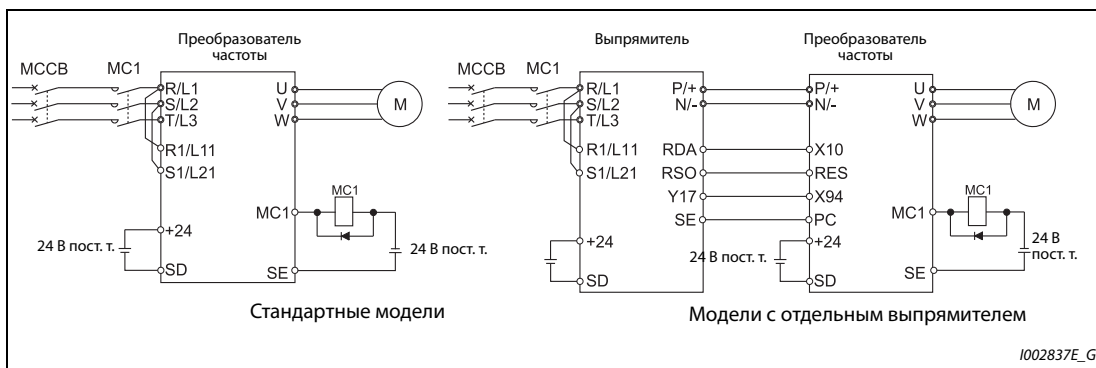 Преобразователь
частоты
MCCB MC1
R/L1
S/L2
T/L3
R1/L11
S1/L21
U
V
W
M
MC1
MC1
+24
24 В пост. т.
SD
24 В пост. т.
SE
Стандартные модели
Выпрямитель
MCCB MC1
R/L1
S/L2
T/L3
R1/L11
S1/L21
P/+
N/-
RDA
RSO
Y17
SE
+24
SD
Преобразователь
частоты
P/+
N/-
X10
RES
X94
PC
+24
24 В пост. т.
SD
U
V
W
M
MC1
MC1
24 В
пост. т.
SE
Модели с отдельным выпрямителем
I002837E_G